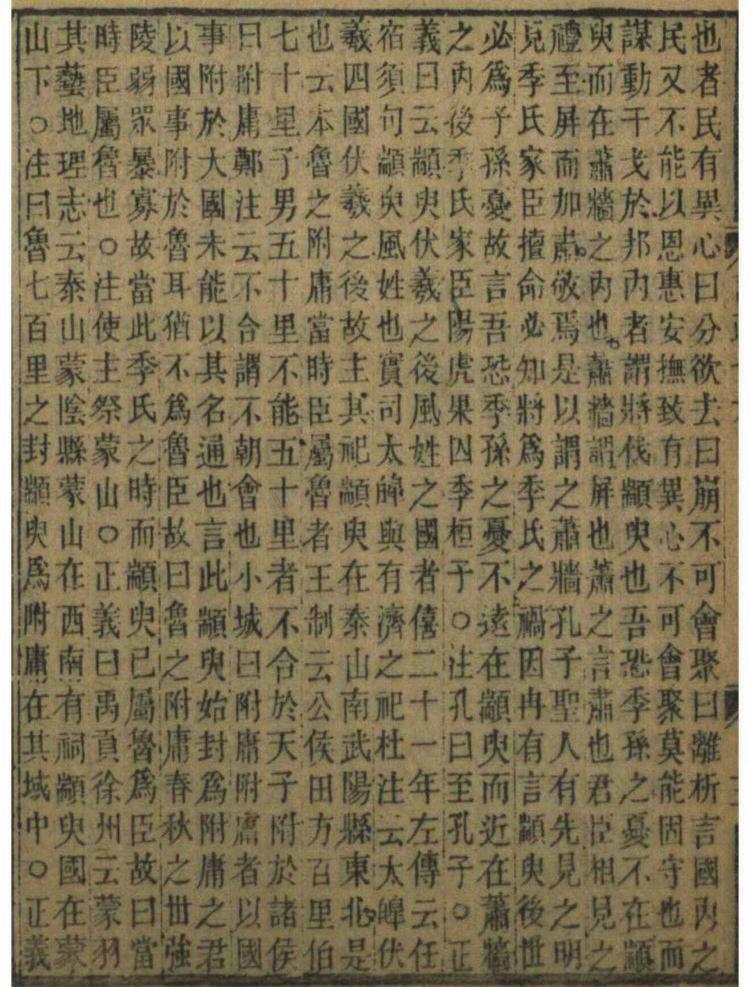 也者民有異心曰分欲去曰崩不可會聚曰離析言國內之
民又不能以恩惠安撫致有異心不可會聚莫能固守也而
謀動干戈於邦內者謂將伐顓臾也吾恐季孫之憂不在顓
臾而在蕭牆之內也蕭牆謂屏也蕭之言肅也君臣相見之
禮至屏而加肅敬焉是以謂之蕭牆孔子聖人有先見之明
見季氏家臣擅命必知將爲季氏之禍因冉有言顓臾後世
必爲子孫憂故言吾恐季孫之憂不遠在顓臾而近在蕭牆
之內後季氏家臣陽虎果囚季桓子○注孔曰至孔子○正
義曰云顓臾伏羲之後風姓之國者僖二十一年左傳云任
宿須句顓臾風姓也實司太皞與有濟之祀杜注云太皞伏
羲四國伏羲之後故主其祀顓臾在泰山南武陽縣東北是
也云本魯之附庸當時臣屬魯者王制云公侯田方百里伯
七十里子男五十里不能五十里者不合於天子附於諸侯
曰附庸鄭注云不合謂不朝會也小城曰附庸附庸者以國
事附於大國未能以其名通也言此顓臾始封爲附庸之君
以國事附於魯耳猶不爲魯臣故曰魯之附庸春秋之世強
陵弱眾暴寡故當此季氏之時而顓臾已屬魯爲臣故曰當
時臣屬魯也○注使主祭蒙山○正義曰禹貢徐州云蒙羽
其藝地理志云泰山蒙陰縣蒙山在西南有祠顓臾國在蒙
山下○注曰魯七百里之封顓臾爲附庸在其域中○正義